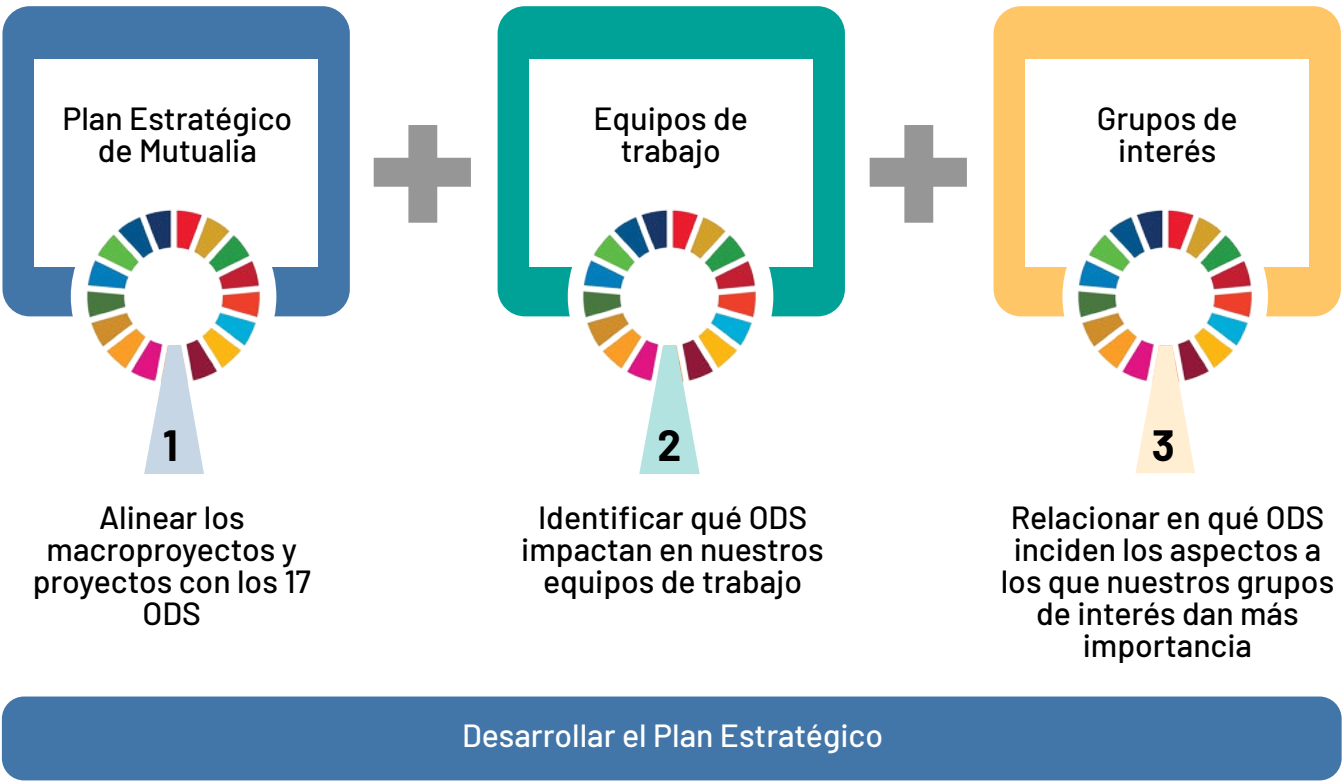 Plan Estratégico
de Mutualia
Equipos de
trabajo
Grupos de
interés
1
2
3
Alinear los
macroproyectos y
proyectos con los 17
ODS
Identificar qué ODS
impactan en nuestros
equipos de trabajo
Relacionar en qué ODS
inciden los aspectos a
los que nuestros grupos
de interés dan más
importancia
Desarrollar el Plan Estratégico